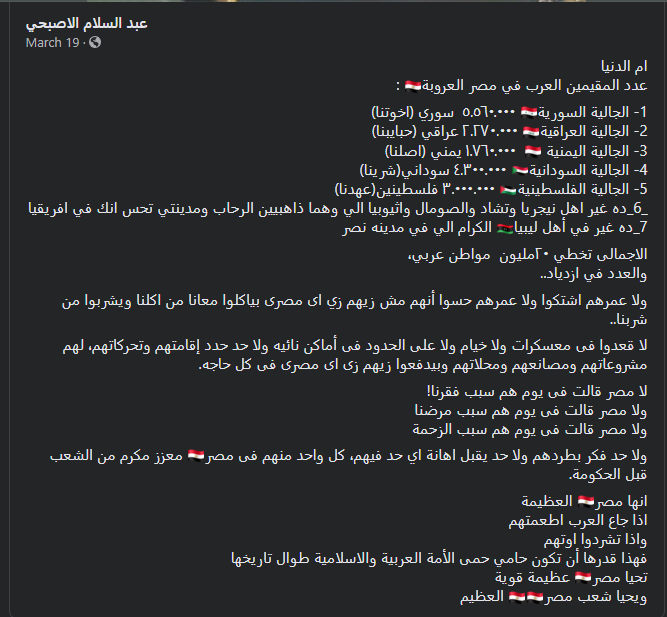 عبد السلام الاصبحي
March 19 ·
ام الدنيا
عدد المقيمين العرب في مصر العروبة🇪🇬 :
1- الجالية السورية🇪🇬 ٥.٥٦٠.٠٠٠ سوري (اخوتنا)
2- الجالية العراقية🇪🇬 ٢.٢٧٠.٠٠٠ عراقي (حبايبنا)
3- الجالية اليمنية 🇪🇬 ١.٧٦٠.٠٠٠ يمني (اصلنا)
4- الجالية السودانية🇸🇩 ٤.٣٠٠.٠٠٠ سوداني(شرينا)
5- الجالية الفلسطينية🇵🇸 ٣.٠٠٠.٠٠٠ فلسطينين(عهدنا)
_6_ده غير اهل نيجريا وتشاد والصومال واثيوبيا الي وهما ذاهبيين الرحاب ومدينتي تحس انك في افريقيا
7_ده غير في أهل ليبيا🇱🇾 الكرام الي في مدينه نصر
الاجمالى تخطي ٢٠مليون مواطن عربي،
والعدد في ازدياد..
ولا عمرهم اشتكوا ولا عمرهم حسوا أنهم مش زيهم زي اى مصرى بياكلوا معانا من اكلنا ويشربوا من
شربنا..
لا قعدوا فى معسكرات ولا خيام ولا على الحدود فى أماكن نائيه ولا حد حدد إقامتهم وتحركاتهم، لهم
مشروعاتهم ومصانعهم ومحلاتهم وبيدفعوا زيهم زى اى مصرى فى كل حاجه.
لا مصر قالت فى يوم هم سبب فقرنا!
ولا مصر قالت فى يوم هم سبب مرضنا
ولا مصر قالت فى يوم هم سبب الزحمة
ولا حد فكر بطردهم ولا حد يقبل اهانة اي حد فيهم، كل واحد منهم فى مصر🇪🇬 معزز مكرم من الشعب
قبل الحكومة.
انها مصر🇪🇬 العظيمة
اذا جاع العرب اطعمتهم
واذا تشردوا اوتهم
فهذا قدرها أن تكون حامي حمى الأمة العربية والاسلامية طوال تاريخها
تحيا مصر🇪🇬 عظيمة قوية
ويحيا شعب مصر🇪🇬🇪🇬 العظيم